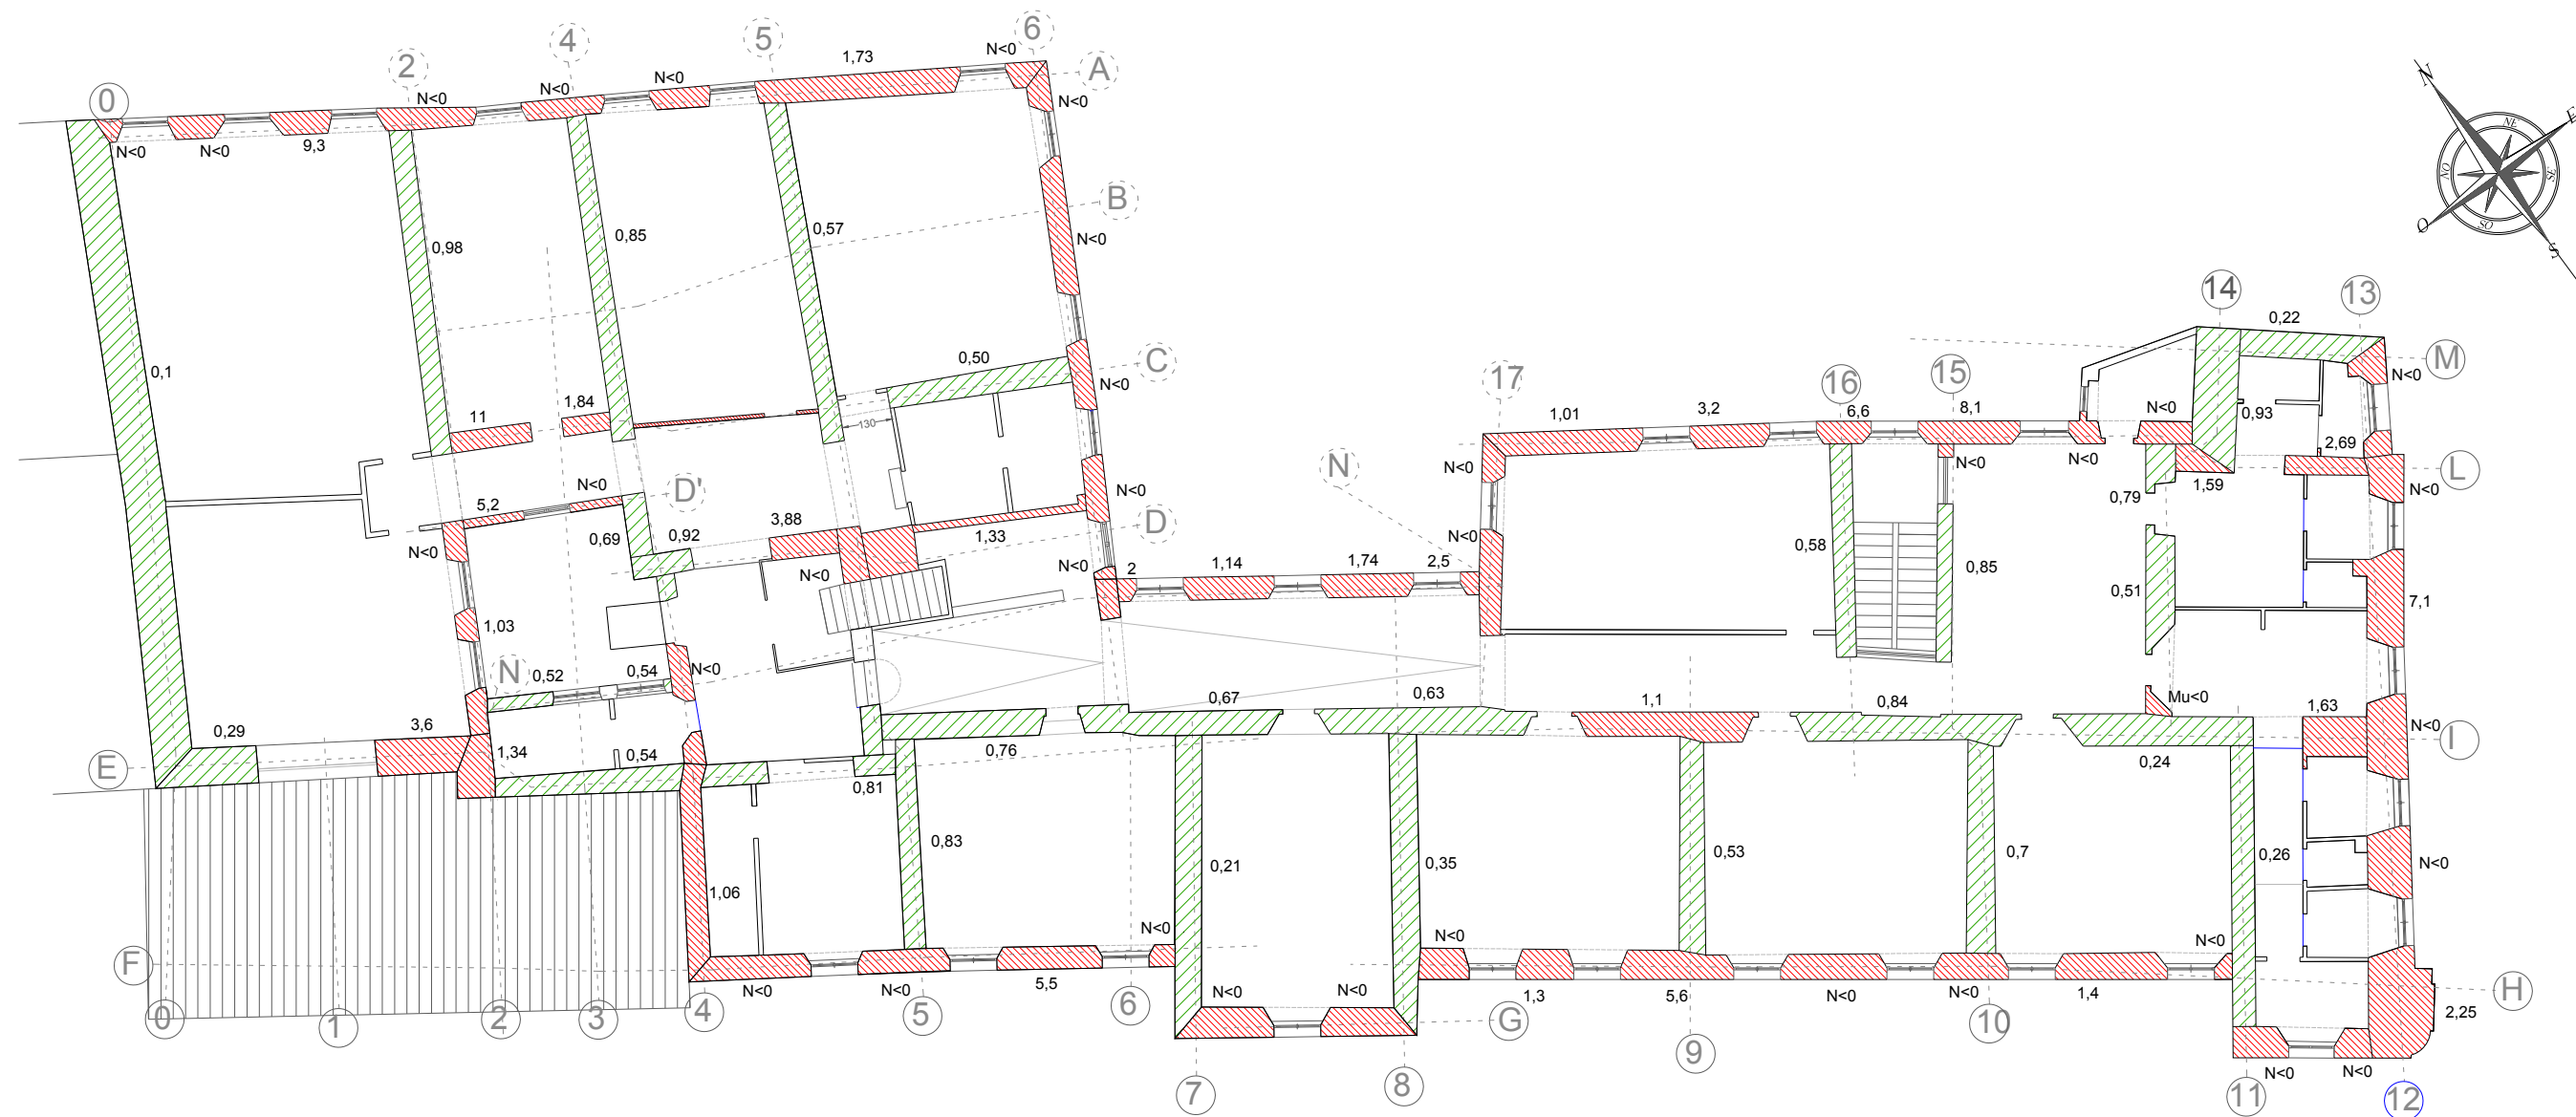 6
5
4
2
0
A
1,73
N<0
N<0
N<0
N<0
N<0
N<0
N<0
9,3
B
N<0
0,98
0,85
0,57
0,1
C
0,50
N<0
11
1,84
130
N<0
D'
D
5,2
N<0
3,88
0,92
0,69
1,33
N<0
N<0
N<0
1,03
N
0,52
0,54
N<0
0,29
3,6
1,34
0,54
0,76
0,81
E
0,83
1,06
F
N<0
N<0
N<0
5,5
0
1
2
3
4
5
6
2
1,14
1,74
2,5
N
17
N<0
N<0
1,01
3,2
16
6,6
15
8,1
N<0
N<0
N<0
14
0,22
13
M
N<0
0,93
2,69
L
N<0
1,59
0,79
0,58
0,85
0,51
7,1
0,67
0,63
1,1
0,84
Mu<0
1,63
N<0
I
0,24
0,21
0,35
0,53
0,7
0,26
N<0
N<0
N<0
N<0
N<0
1,3
5,6
N<0
N<0
1,4
H
2,25
G
N<0
N<0
7
8
9
10
11
12
N
NE
E
SE
S
SO
O
NO